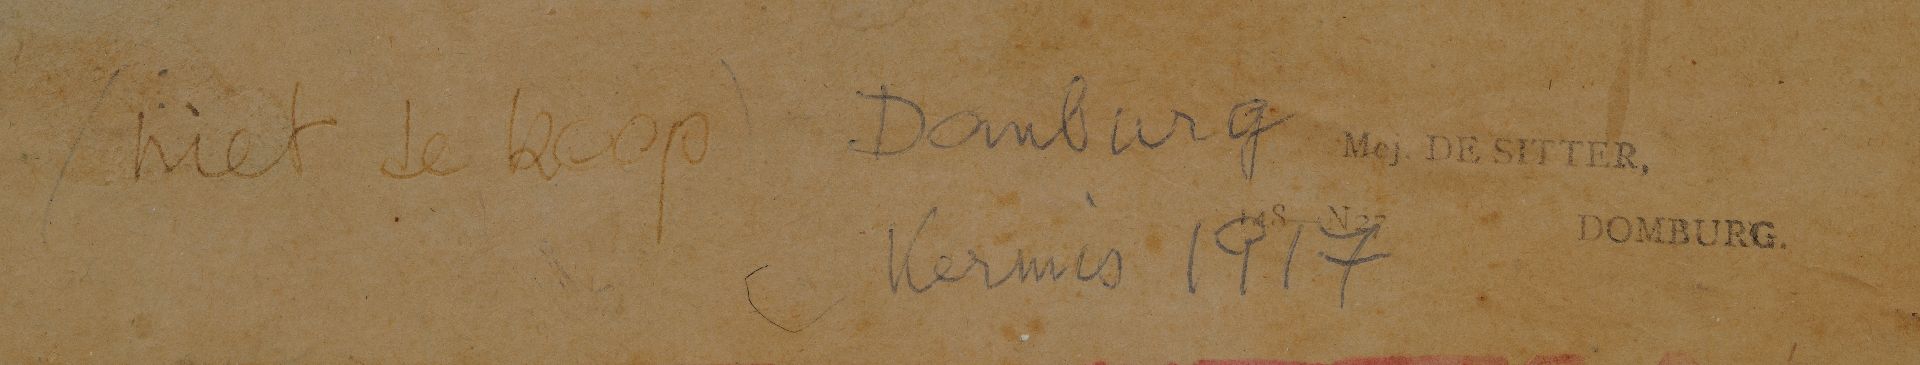 (niet te koop) Domburg
Mej. DE SITTER,
Kermis 1917
DOMBURG.